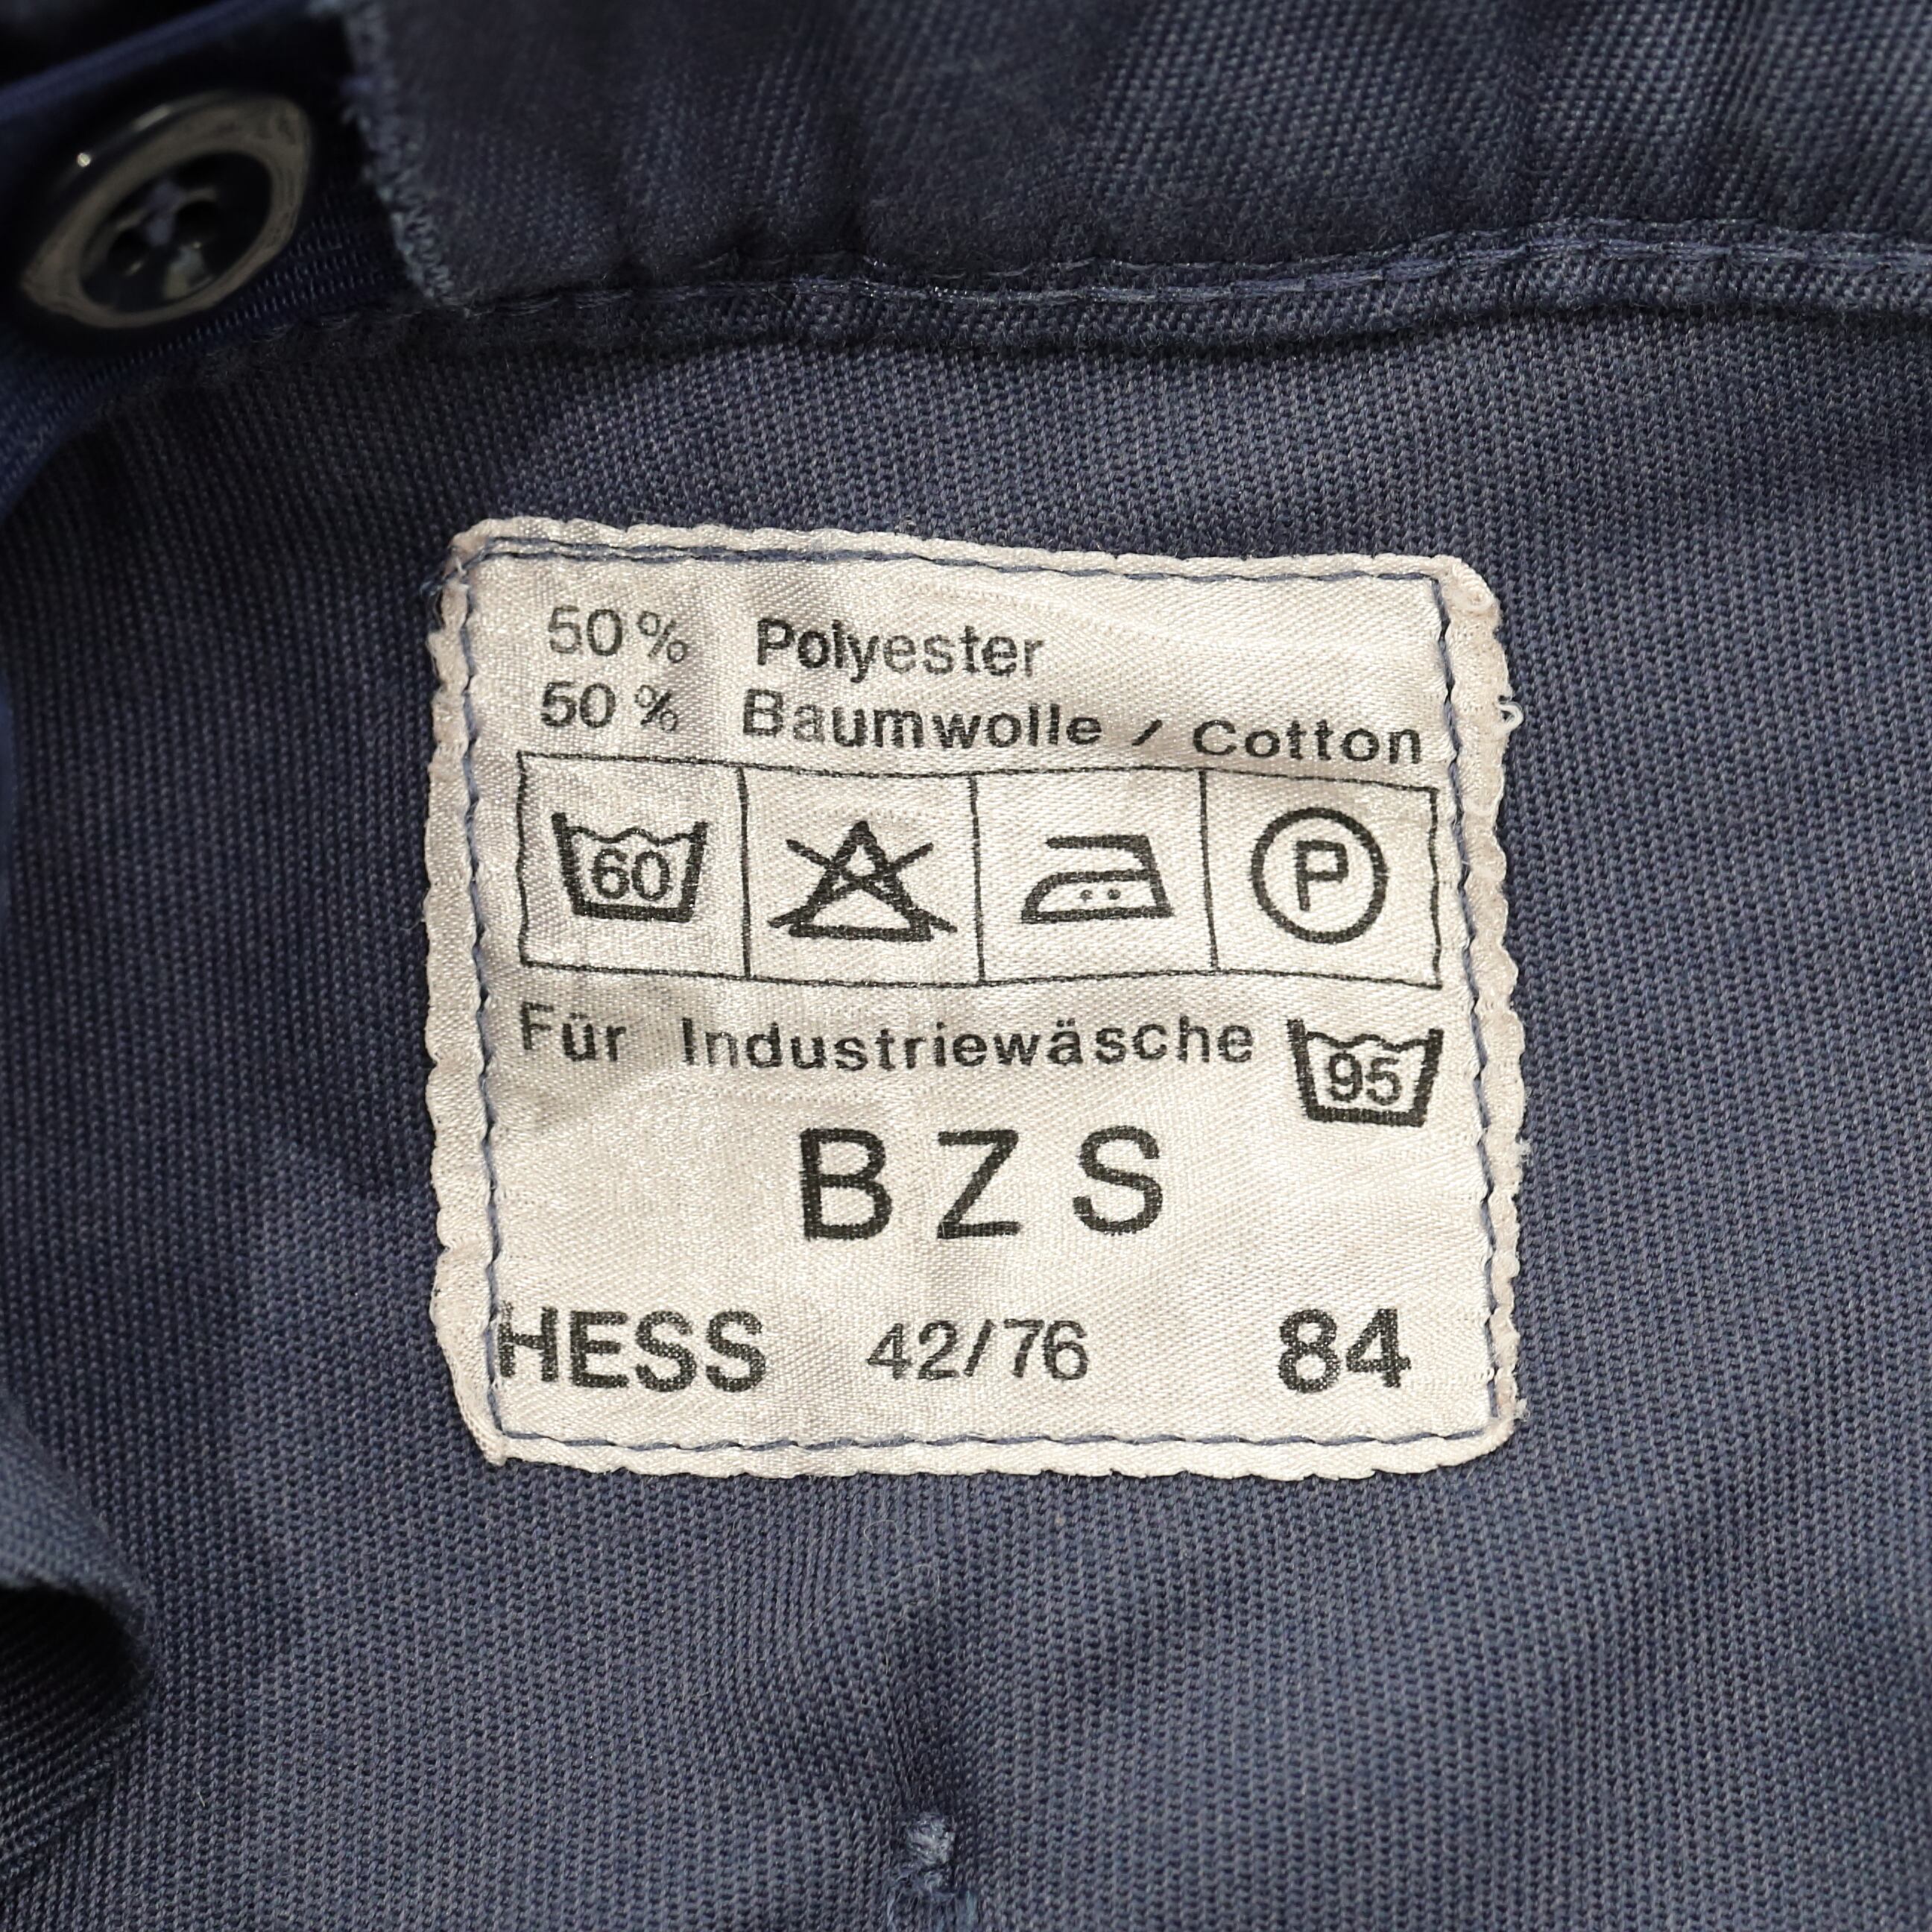 50% Polyester
50% Baumwolle / Cotton
60 P
Für Industriewäsche 95
BZS
HESS 42/76 84